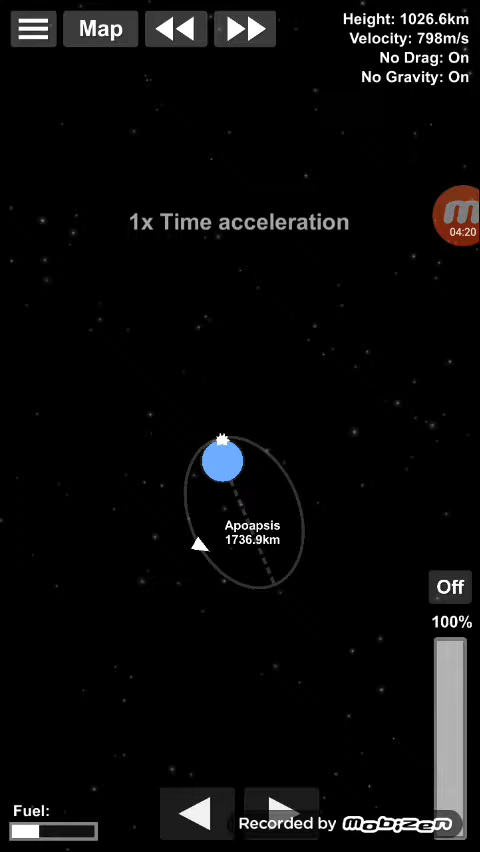 Map
Height: 1026.6km
Velocity: 798m/s
No Drag: On
No Gravity: On
1x Time acceleration
04:20
Apoapsis
1736.9km
Off
100%
Fuel:
Recorded by mobizen